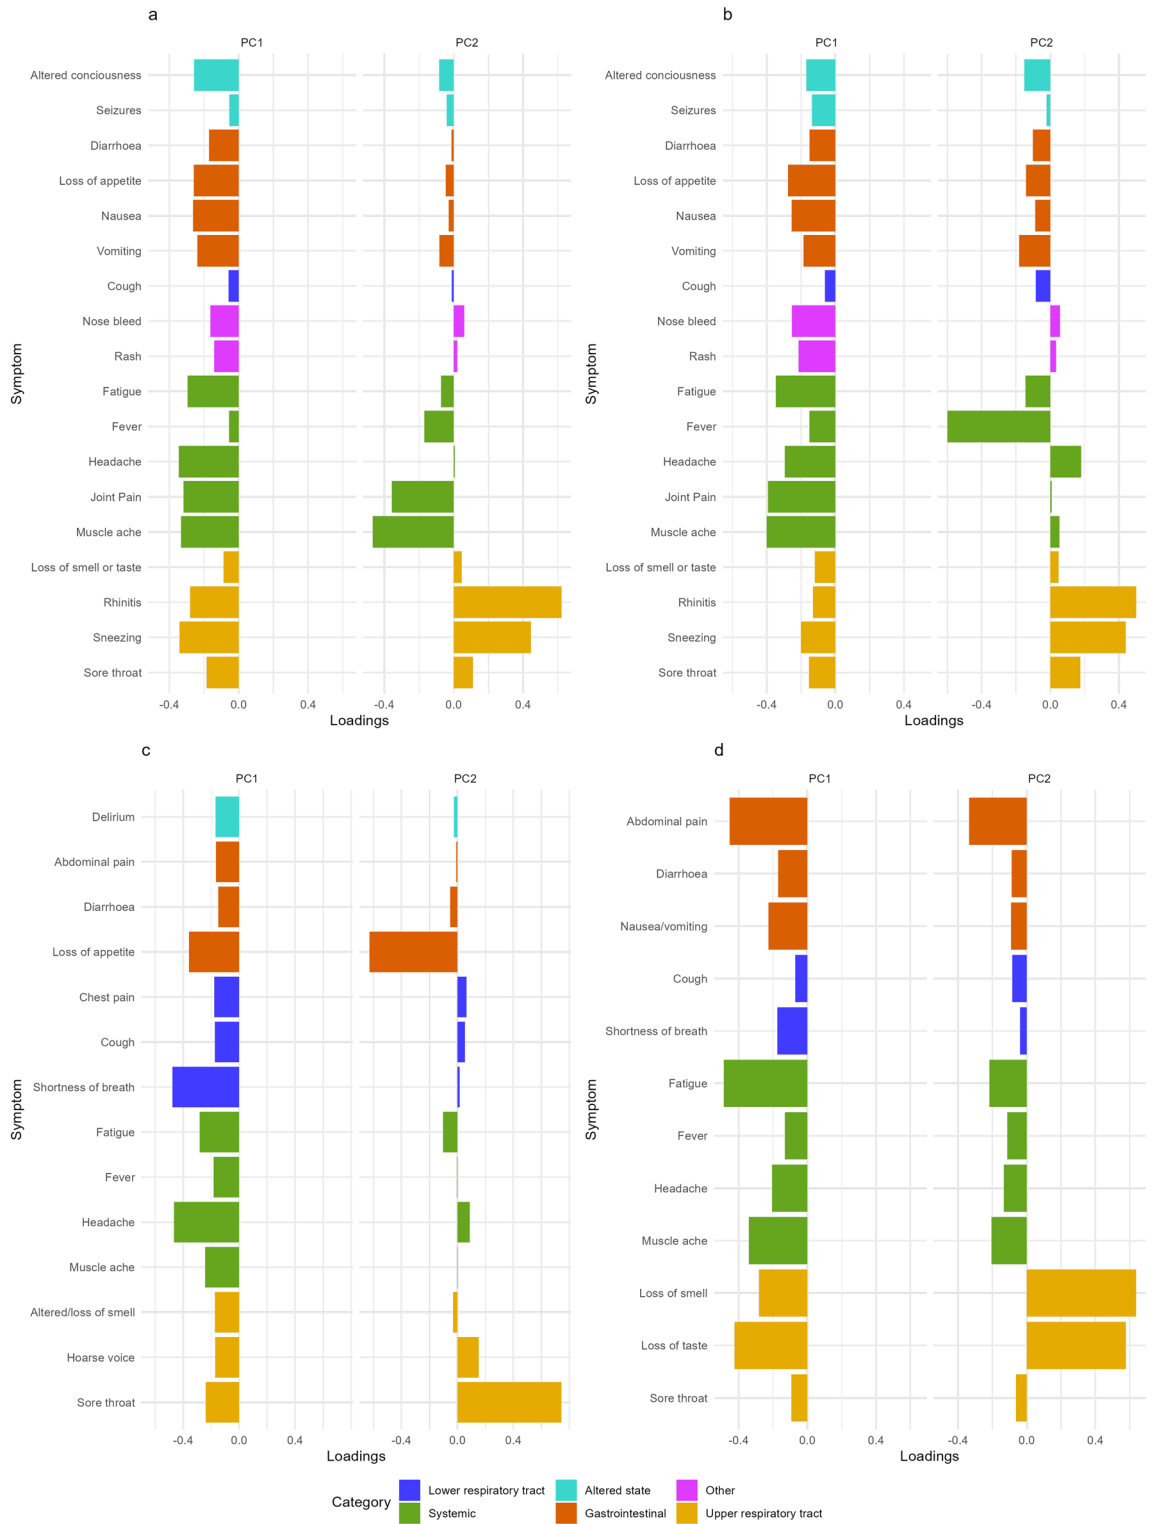 a
PC1 PC2
Altered conciousness
Seizures
Diarrhoea
Loss of appetite
Nausea
Vomiting
Cough
Nose bleed
Rash
Fatigue
Fever
Headache
Joint Pain
Muscle ache
Loss of smell or taste
Rhinitis
Sneezing
Sore throat
Symptom
-0.4 0.0 0.4 -0.4 0.0 0.4
Loadings
b
PC1 PC2
Altered conciousness
Seizures
Diarrhoea
Loss of appetite
Nausea
Vomiting
Cough
Nose bleed
Rash
Fatigue
Fever
Headache
Joint Pain
Muscle ache
Loss of smell or taste
Rhinitis
Sneezing
Sore throat
Symptom
-0.4 0.0 0.4 -0.4 0.0 0.4
Loadings
c
PC1 PC2
Delirium
Abdominal pain
Diarrhoea
Loss of appetite
Chest pain
Cough
Shortness of breath
Fatigue
Fever
Headache
Muscle ache
Altered/loss of smell
Hoarse voice
Sore throat
Symptom
-0.4 0.0 0.4 -0.4 0.0 0.4
Loadings
d
PC1 PC2
Abdominal pain
Diarrhoea
Nausea/vomiting
Cough
Shortness of breath
Fatigue
Fever
Headache
Muscle ache
Loss of smell
Loss of taste
Sore throat
Symptom
-0.4 0.0 0.4 -0.4 0.0 0.4
Loadings
Category
Lower respiratory tract Altered state Other
Systemic Gastrointestinal Upper respiratory tract